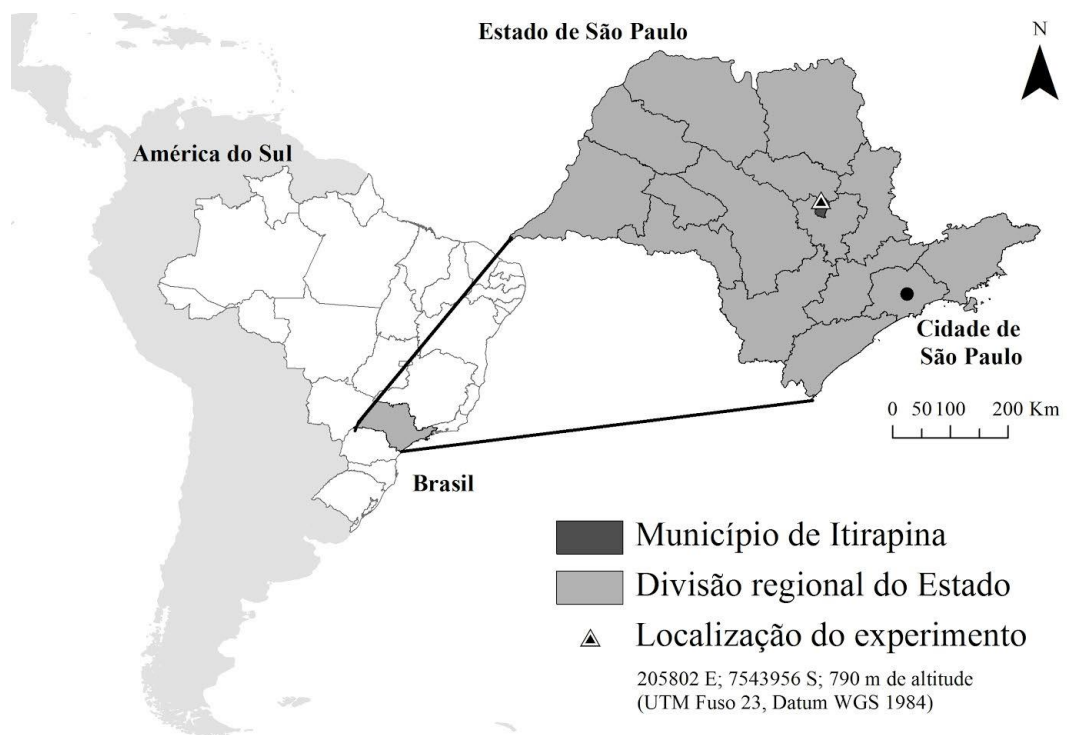 Estado de São Paulo
N
América do Sul
Cidade de
São Paulo
0 50 100 200 Km
Brasil
Município de Itirapina
Divisão regional do Estado
Localização do experimento
205802 E; 7543956 S; 790 m de altitude
(UTM Fuso 23, Datum WGS 1984)